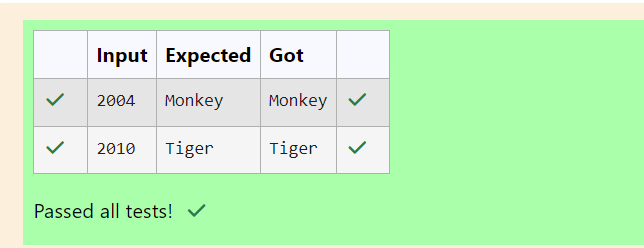 Input Expected Got
2004 Monkey Monkey
2010 Tiger Tiger
Passed all tests!